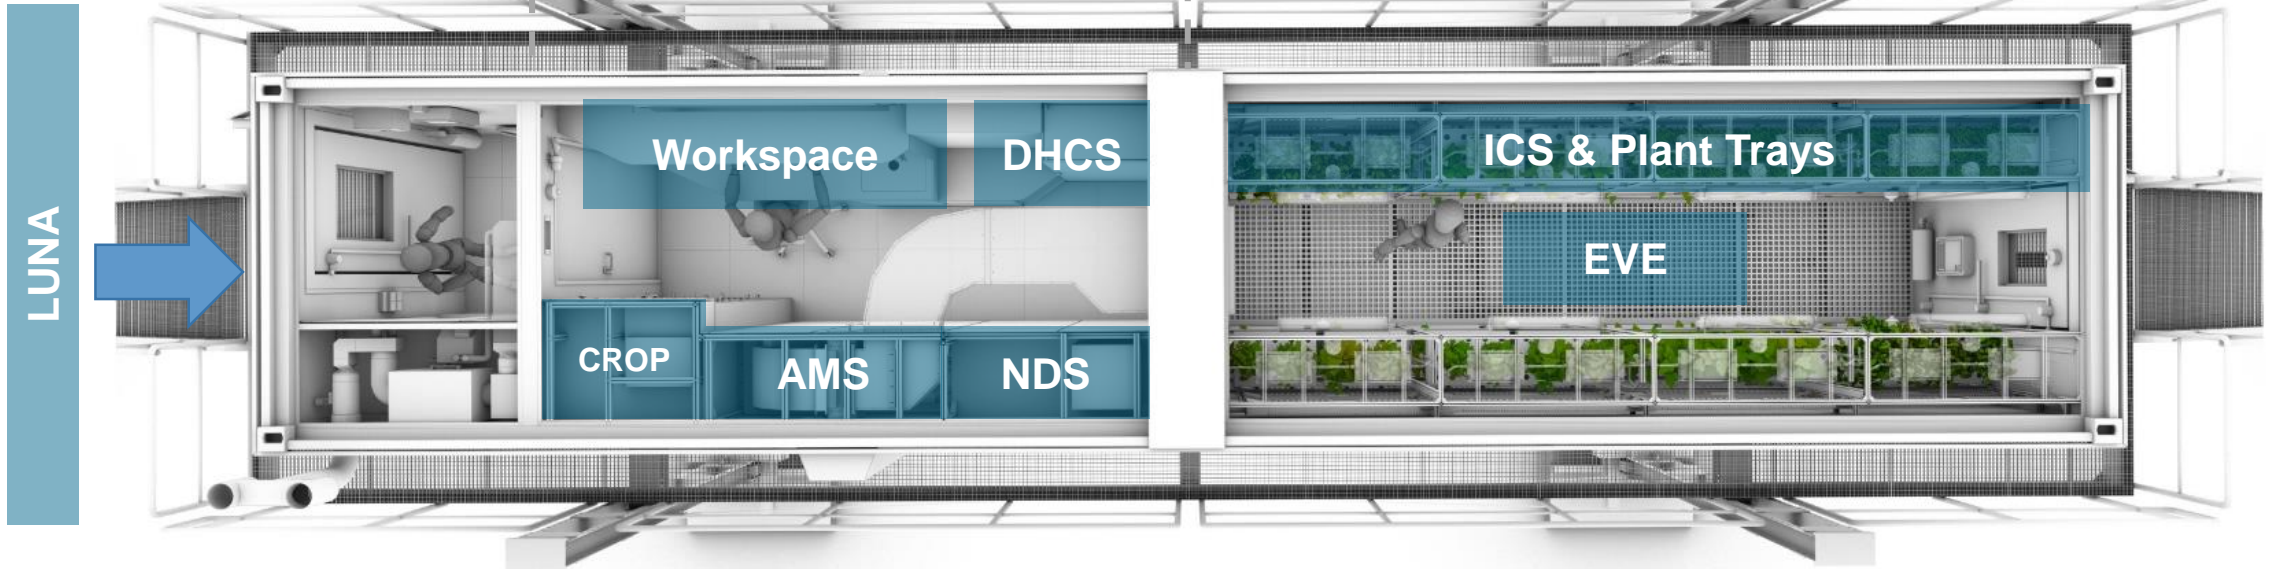 LUNA
Workspace
DHCS
ICS & Plant Trays
EVE
CROP
AMS
NDS